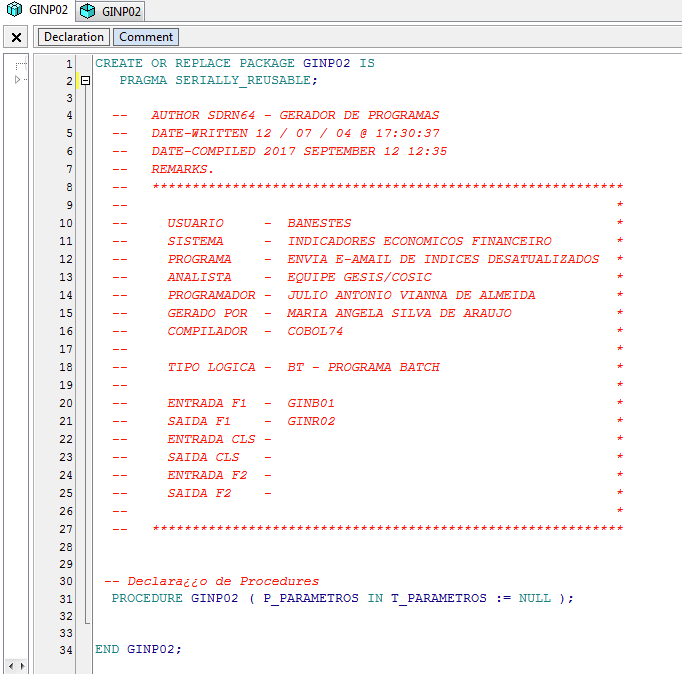 GINP02 GINP02
Declaration Comment
1 CREATE OR REPLACE PACKAGE GINP02 IS
2 PRAGMA SERIALLY_REUSABLE;
3
4 -- AUTHOR SDRN64 - GERADOR DE PROGRAMAS
5 -- DATE-WRITTEN 12 / 07 / 04 @ 17:30:37
6 -- DATE-COMPILED 2017 SEPTEMBER 12 12:35
7 -- REMARKS.
8 -- ***********************************************************
9 -- *
10 -- USUARIO - BANESTES *
11 -- SISTEMA - INDICADORES ECONOMICOS FINANCEIRO *
12 -- PROGRAMA - ENVIA E-AMAIL DE INDICES DESATUALIZADOS *
13 -- ANALISTA - EQUIPE GESIS/COSIC *
14 -- PROGRAMADOR - JULIO ANTONIO VIANNA DE ALMEIDA *
15 -- GERADO POR - MARIA ANGELA SILVA DE ARAUJO *
16 -- COMPILADOR - COBOL74 *
17 -- *
18 -- TIPO LOGICA - BT - PROGRAMA BATCH *
19 -- *
20 -- ENTRADA F1 - GINB01 *
21 -- SAIDA F1 - GINR02 *
22 -- ENTRADA CLS - *
23 -- SAIDA CLS - *
24 -- ENTRADA F2 - *
25 -- SAIDA F2 - *
26 -- *
27 -- ***********************************************************
28
29
30 -- Declara¿¿o de Procedures
31 PROCEDURE GINP02 ( P_PARAMETROS IN T_PARAMETROS := NULL );
32
33
34 END GINP02;